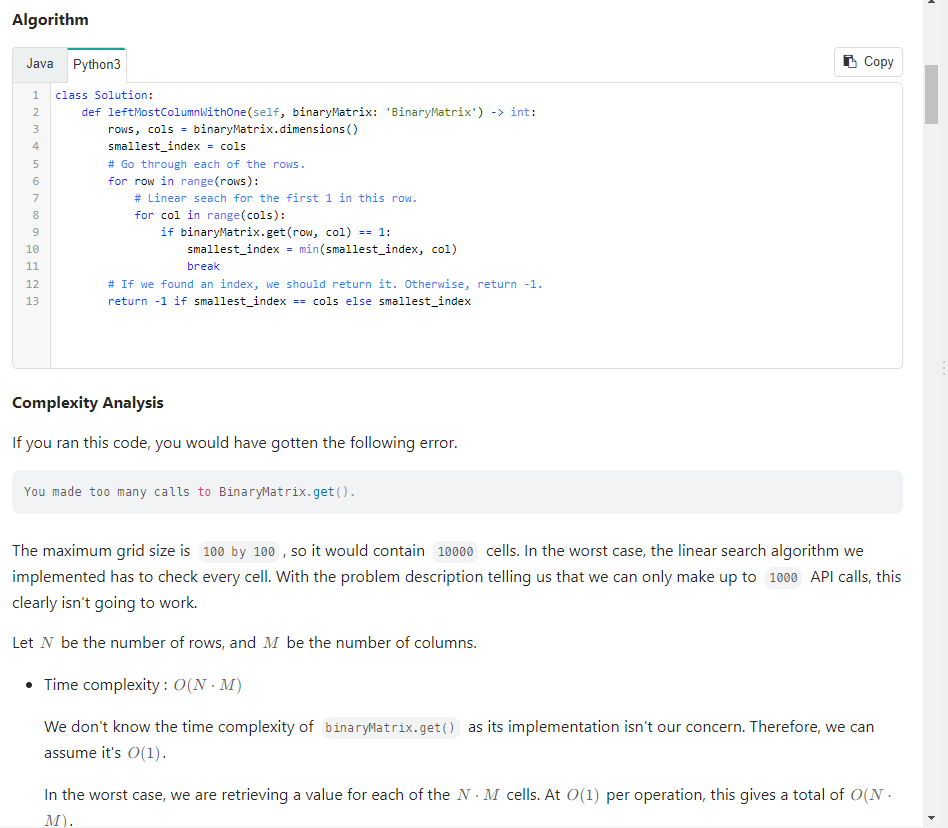 Algorithm
Java Python3 Copy
1 class Solution:
2 def leftMostColumnWithOne(self, binaryMatrix: 'BinaryMatrix') -> int:
3 rows, cols = binaryMatrix.dimensions()
4 smallest_index = cols
5 # Go through each of the rows.
6 for row in range(rows):
7 # Linear seach for the first 1 in this row.
8 for col in range(cols):
9 if binaryMatrix.get(row, col) == 1:
10 smallest_index = min(smallest_index, col)
11 break
12 # If we found an index, we should return it. Otherwise, return -1.
13 return -1 if smallest_index == cols else smallest_index
Complexity Analysis
If you ran this code, you would have gotten the following error.
You made too many calls to BinaryMatrix.get().
The maximum grid size is 100 by 100 , so it would contain 10000 cells. In the worst case, the linear search algorithm we
implemented has to check every cell. With the problem description telling us that we can only make up to 1000 API calls, this
clearly isn't going to work.
Let N be the number of rows, and M be the number of columns.
• Time complexity : O(N · M)
We don't know the time complexity of binaryMatrix.get() as its implementation isn't our concern. Therefore, we can
assume it's O(1).
In the worst case, we are retrieving a value for each of the N · M cells. At O(1) per operation, this gives a total of O(N ·
M).